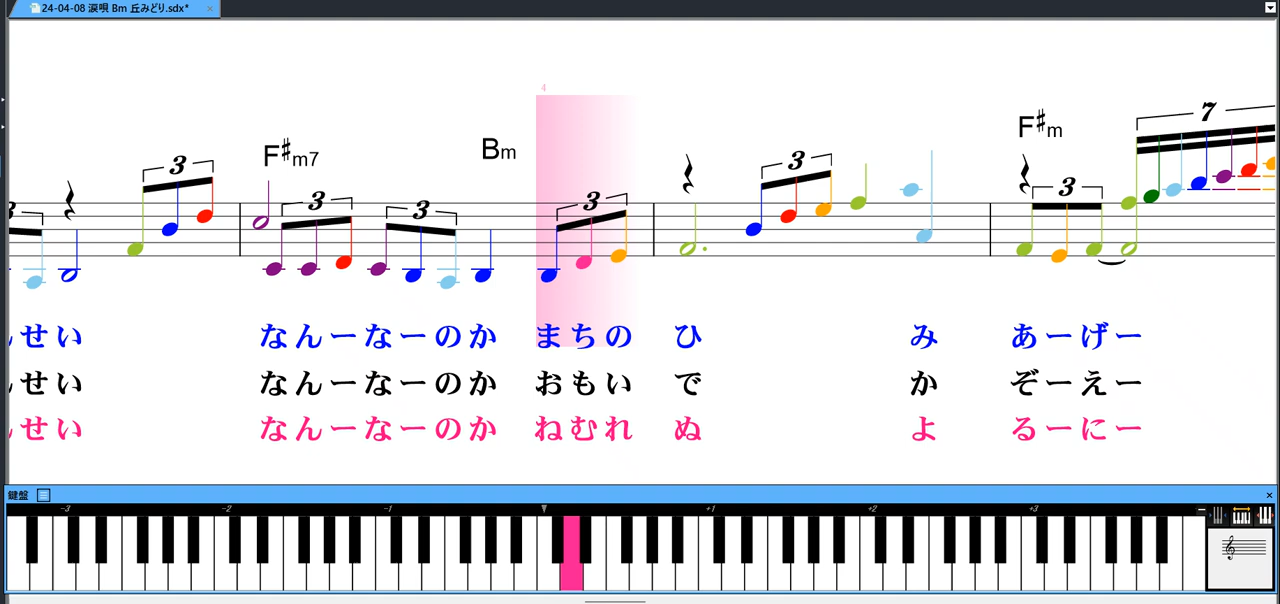 24-04-08 涙唄 Bm 丘みどり.sdx*
4
F#m7 Bm F#m
3 3 3 3 3 3 3 7
せい なんーなーのか まちの ひ み あーげー
せい なんーなーのか おもい で か ぞーえー
せい なんーなーのか ねむれ ぬ よ るーにー
鍵盤
-3 -2 -1 +1 +2 +3